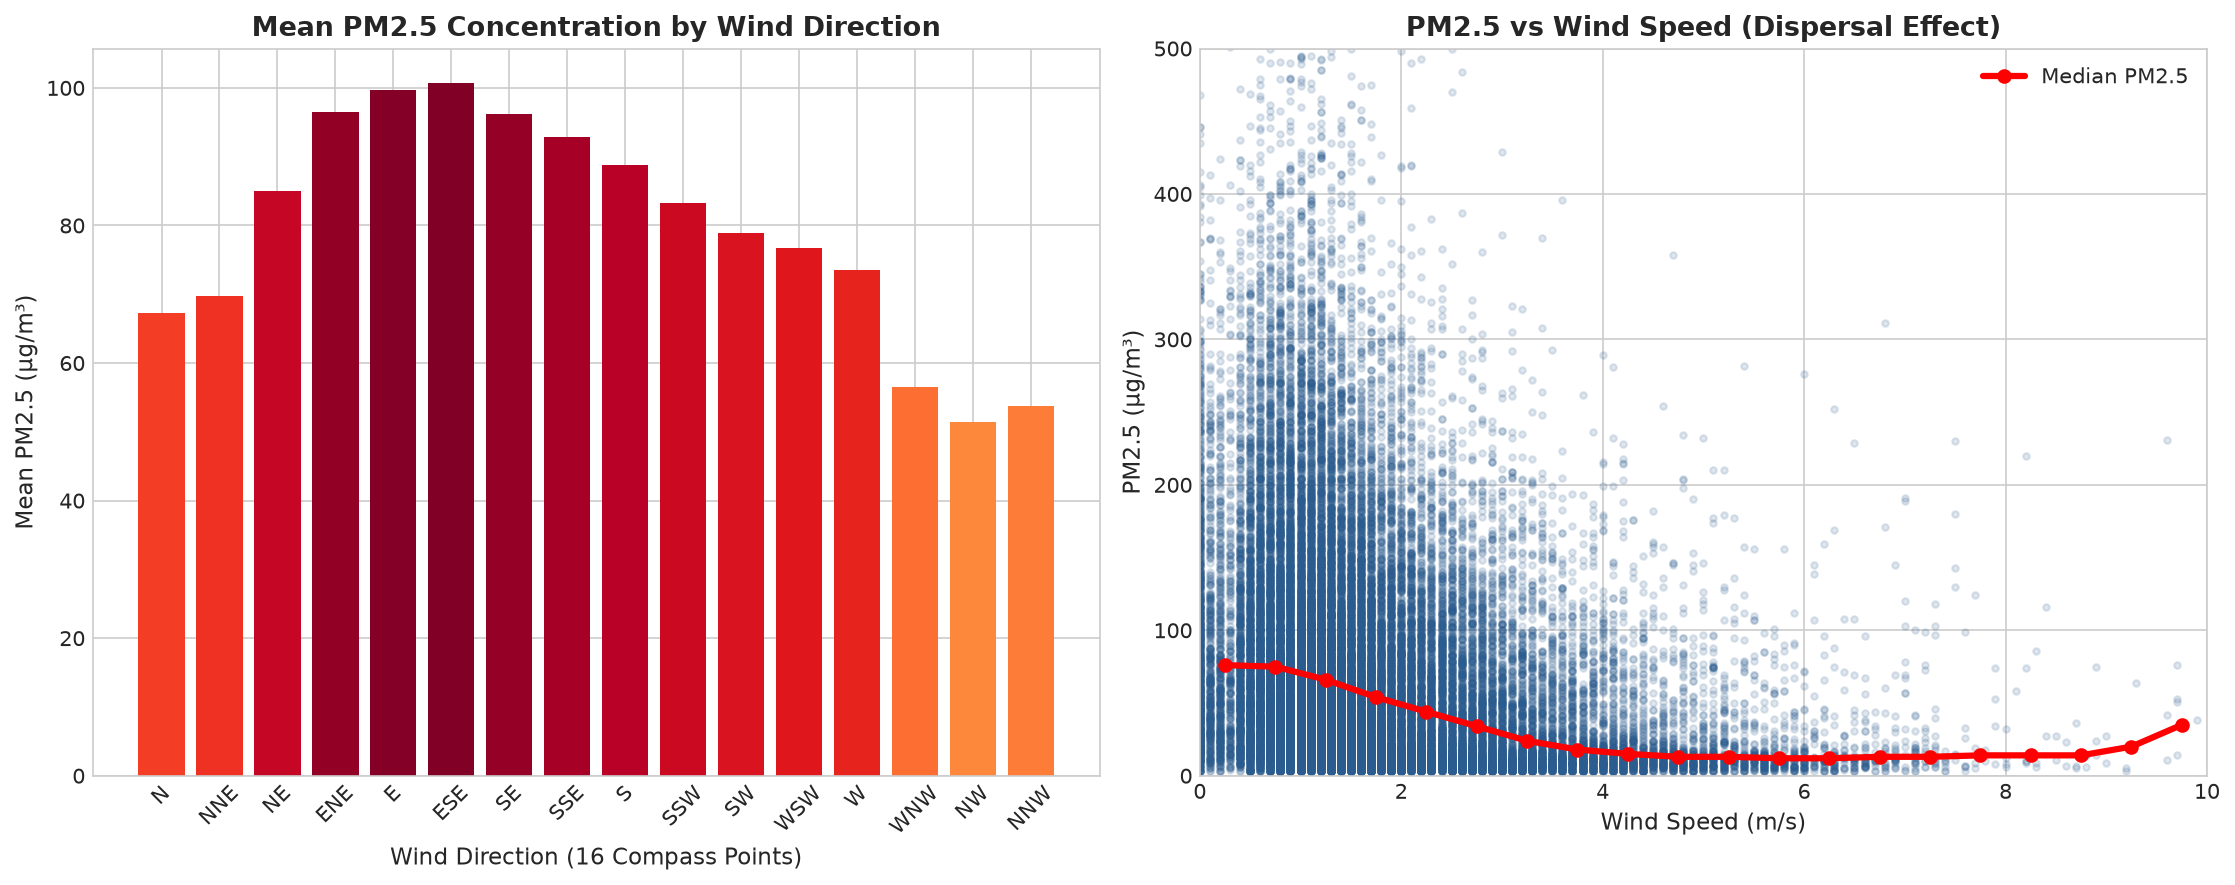 Mean PM2.5 Concentration by Wind Direction
Mean PM2.5 (µg/m³)
100
80
60
40
20
0
N
NNE
NE
ENE
E
ESE
SE
SSE
S
SSW
SW
WSW
W
WNW
NW
NNW
Wind Direction (16 Compass Points)
PM2.5 vs Wind Speed (Dispersal Effect)
Median PM2.5
PM2.5 (µg/m³)
500
400
300
200
100
0
0
2
4
6
8
10
Wind Speed (m/s)